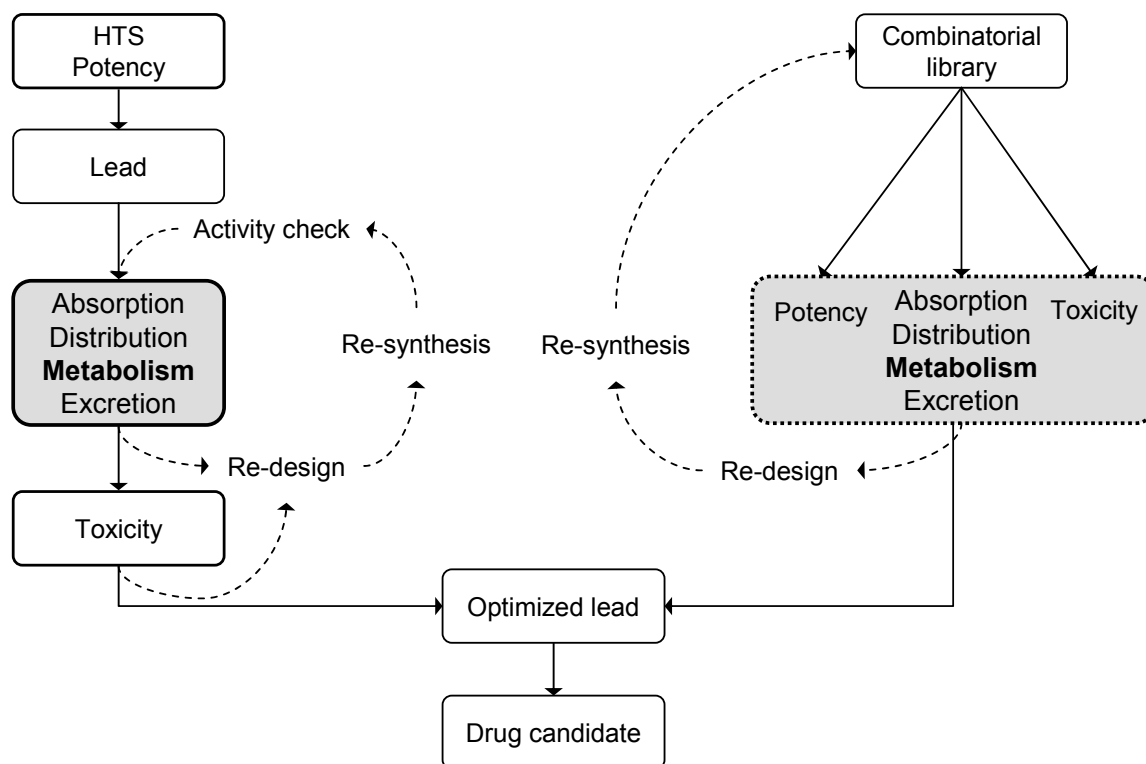 HTS
Potency
Lead
Activity check
Absorption
Distribution
Metabolism
Excretion
Re-synthesis
Re-design
Toxicity
Combinatorial
library
Potency
Absorption
Distribution
Metabolism
Excretion
Toxicity
Re-synthesis
Re-design
Optimized lead
Drug candidate